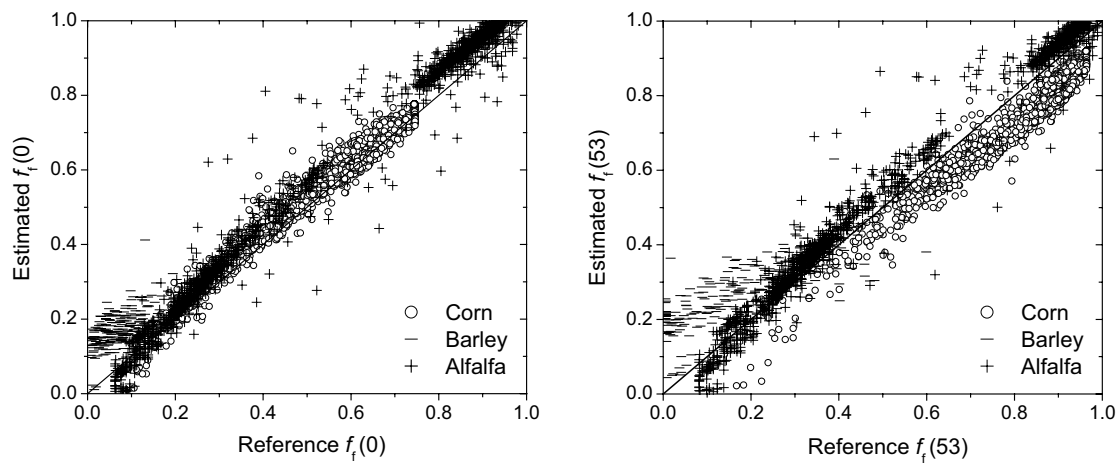 1.0
0.8
0.6
0.4
0.2
0.0
Estimated f_f(0)
Corn
Barley
Alfalfa
0.0 0.2 0.4 0.6 0.8 1.0
Reference f_f(0)
1.0
0.8
0.6
0.4
0.2
0.0
Estimated f_f(53)
Corn
Barley
Alfalfa
0.0 0.2 0.4 0.6 0.8 1.0
Reference f_f(53)